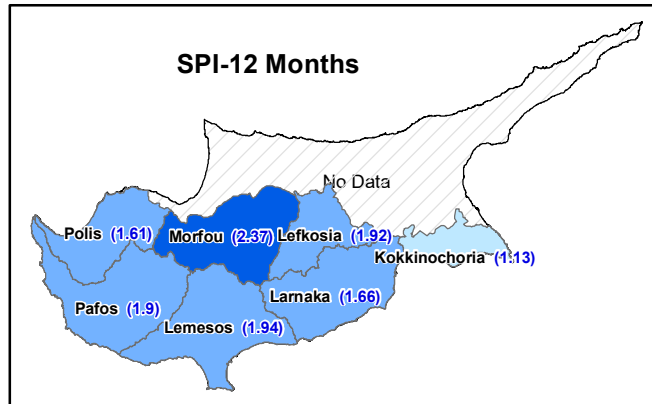 SPI-12 Months
No Data
Polis (1.61)
Morfou (2.37)
Lefkosia (1.92)
Kokkinochoria (1.13)
Pafos (1.9)
Lemesos (1.94)
Larnaka (1.66)